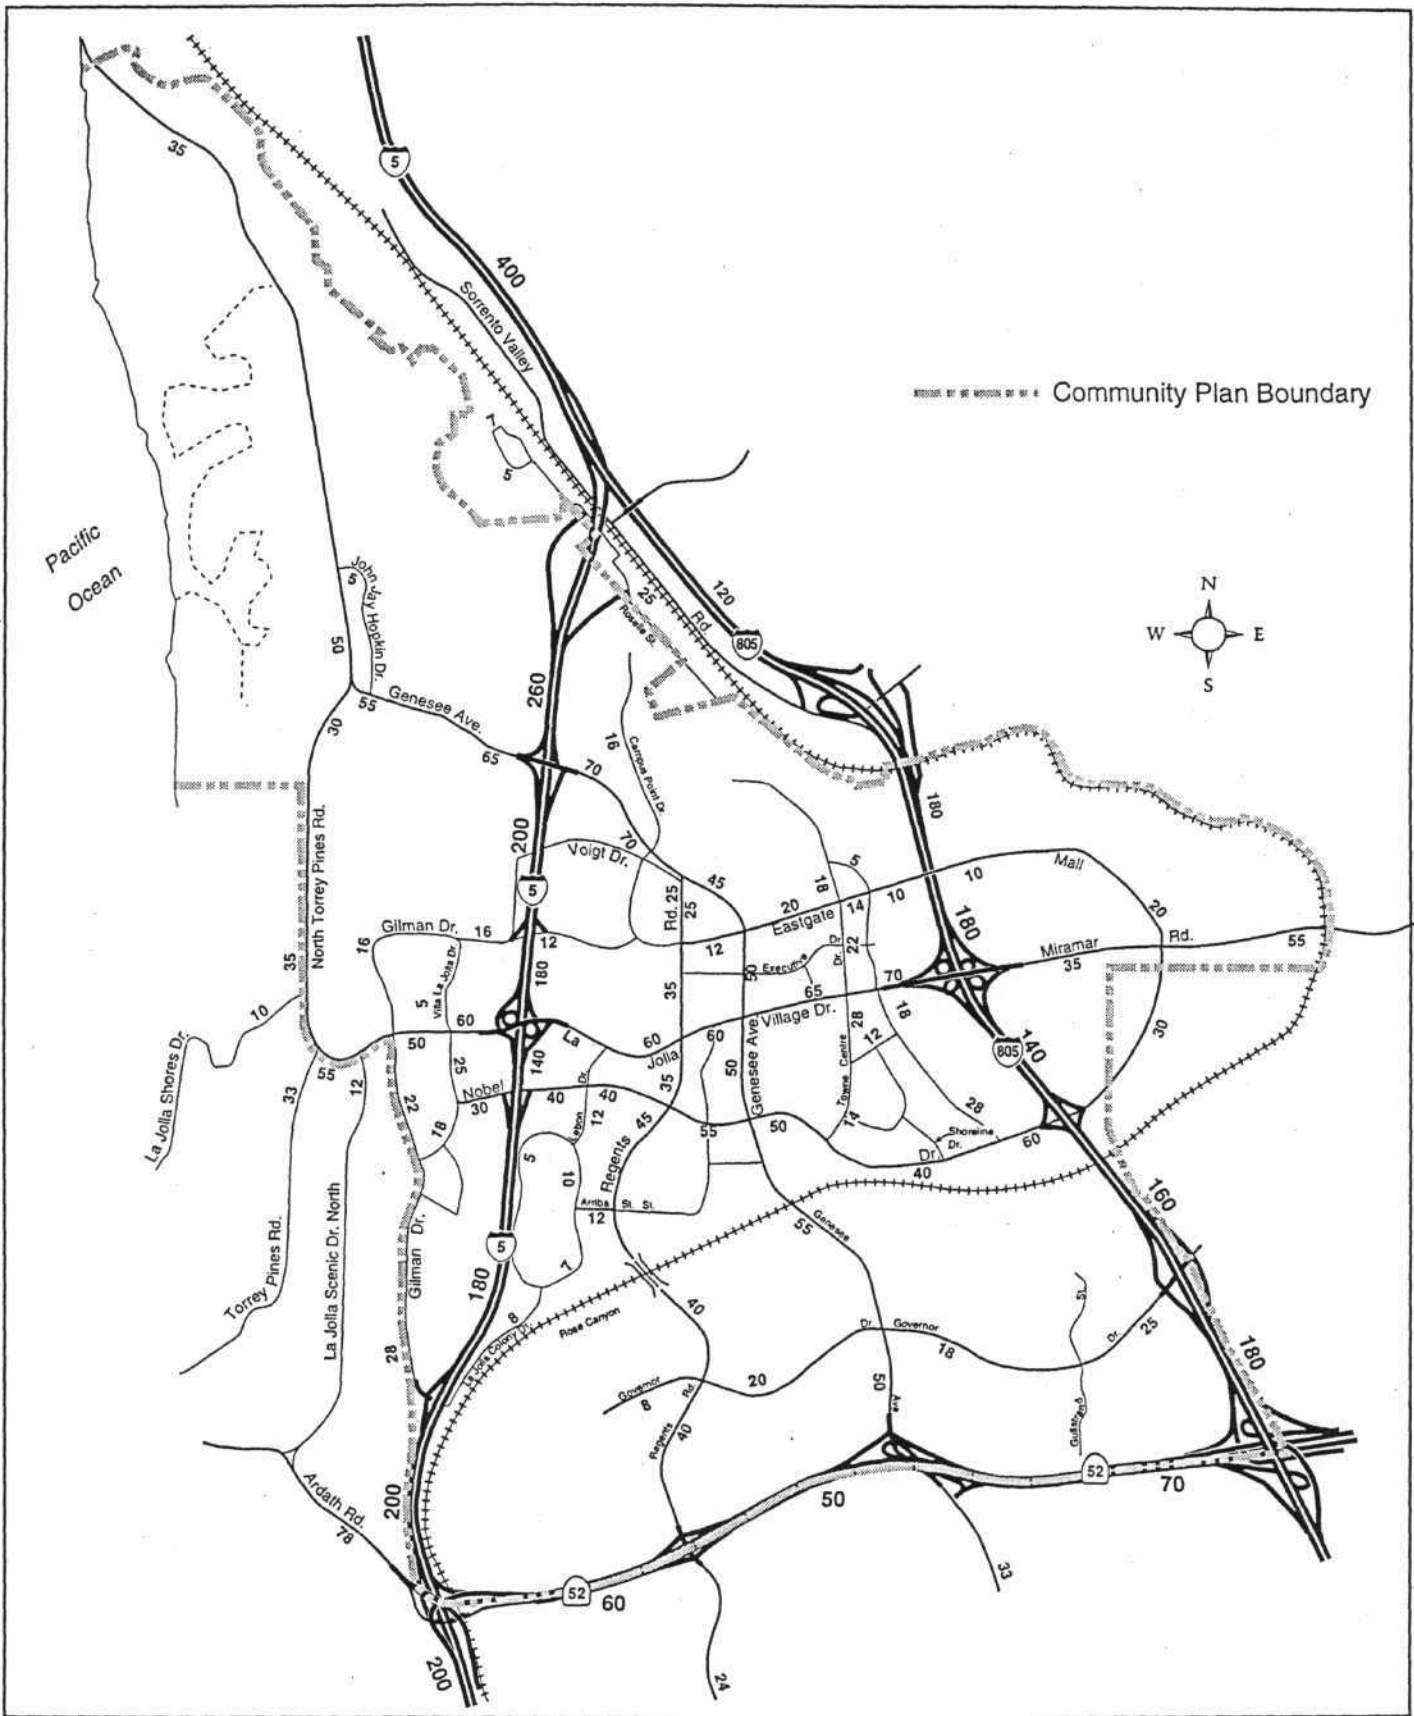 35
5
400
Sorrento Valley
Community Plan Boundary
7
5
Pacific
Ocean
N
W
E
S
John Jay Hopkin Dr.
5
120
25
Rd.
Roselle St.
805
50
55
Genesee Ave.
260
30
65
70
16
Campus Point Dr.
180
200
70
Voigt Dr.
45
5
18
10
10
Mall
North Torrey Pines Rd.
5
Rd. 25
25
20
Eastgate
14
20
Gilman Dr.
16
16
12
12
180
Miramar
Rd.
55
35
Villa La Jolla Dr.
5
180
35
50
Executive
Dr.
Dr.
22
65
70
35
10
60
50
La
60
Jolla
60
Village Dr.
28
18
12
30
La Jolla Shores Dr.
55
33
12
25
140
805
140
Genesee Ave.
50
Towne Centre
22
Nobel
30
40
Dr.
40
35
Lebon
12
45
55
50
14
28
Shoreline
Dr.
60
18
5
10
Regents
Dr.
40
Arriba
St.
St.
12
160
Torrey Pines Rd.
La Jolla Scenic Dr. North
Gilman Dr.
5
180
7
55
Genesee
8
Rose Canyon
40
La Jolla Colony Dr.
28
Dr.
Governor
18
Dr.
25
St.
180
Governor
8
Rd.
20
50
Ave
Regents
40
Gullstrand
52
70
Ardath Rd.
78
200
50
52
60
33
24
200